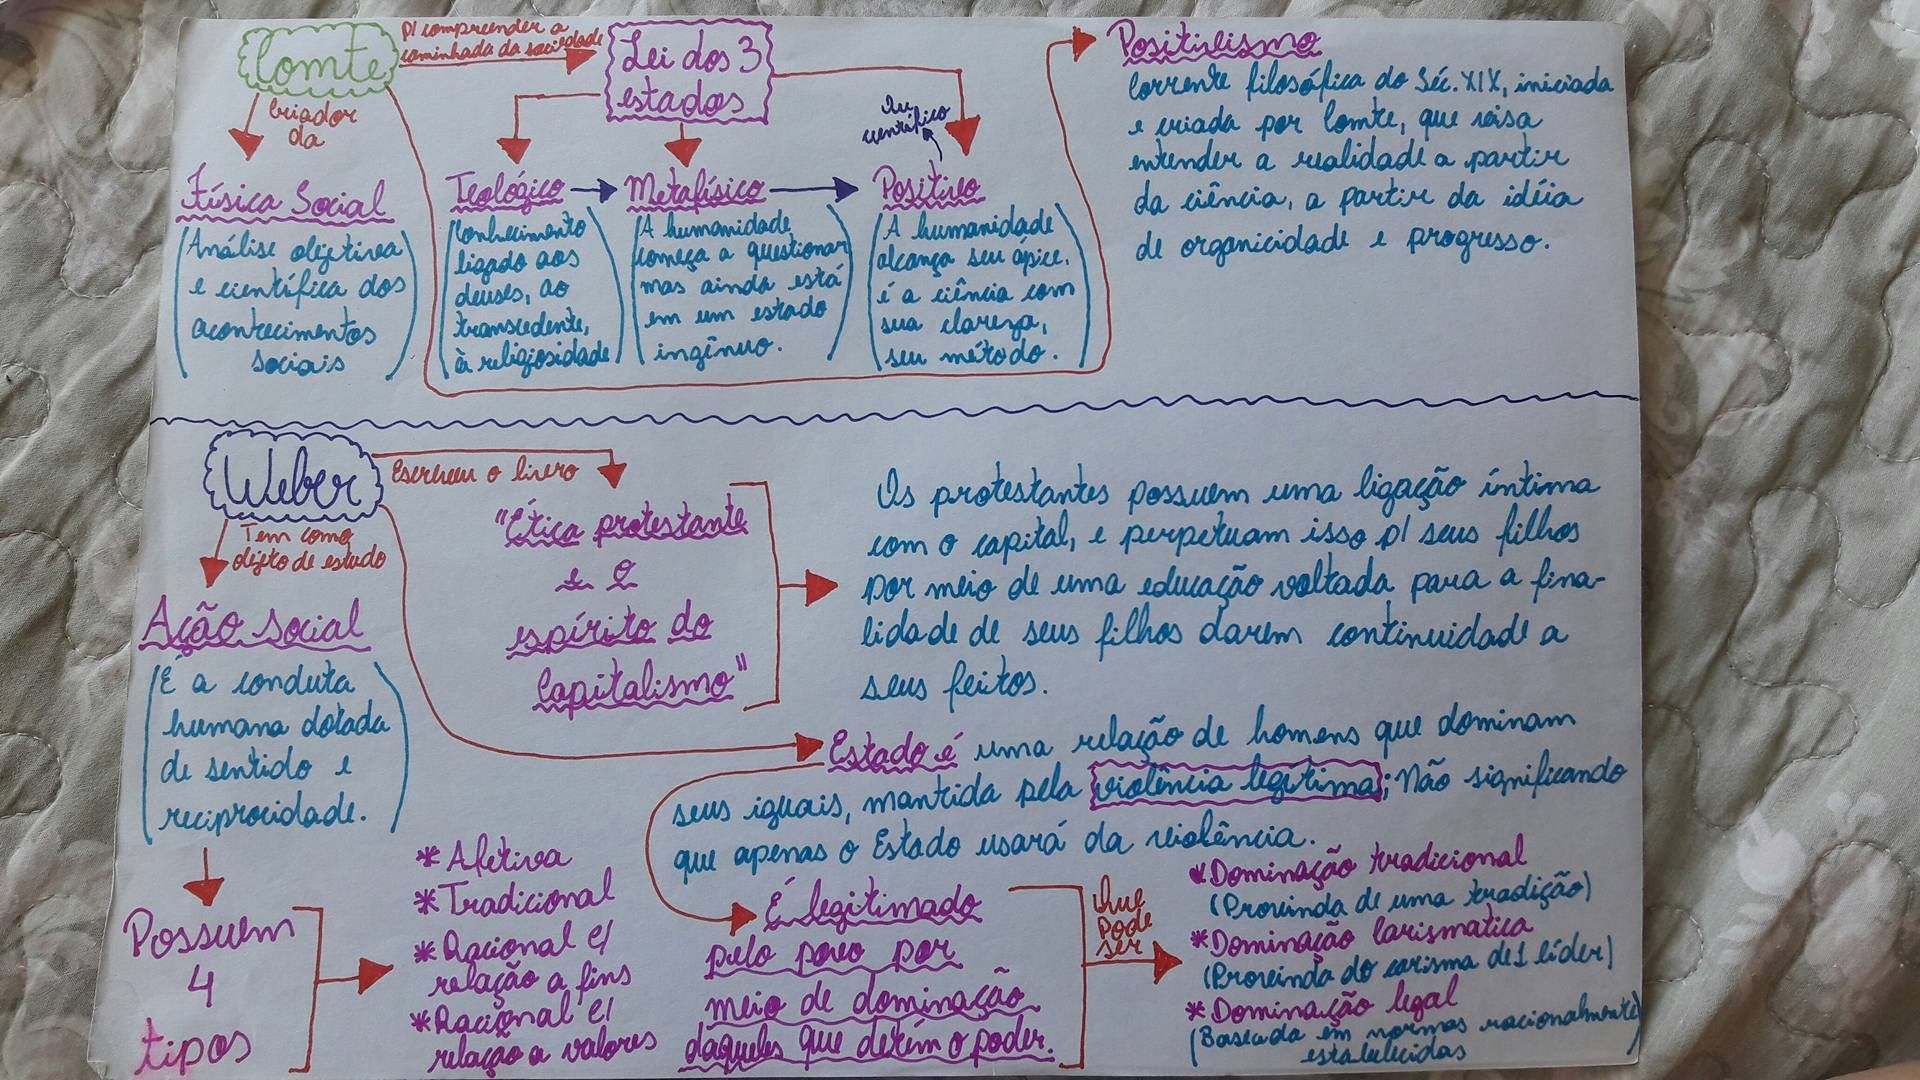 Comte
p/ compreender a
caminhada da sociedade
Lei dos 3
estados
criador
da
Física Social
(Análise objetiva
e científica dos
acontecimentos
sociais)
Teológico
(Conhecimento
ligado aos
deuses, ao
transcedente,
à religiosidade)
Metafísico
(A humanidade
começa a questionar
mas ainda está
em um estado
ingênuo.)
ou
científico
Positivo
(A humanidade
alcança seu ápice,
é a ciência com
sua clareza,
seu método.)
Positivismo
Corrente filosófica do Séc. XIX, iniciada
e criada por Comte, que visa
entender a realidade a partir
da ciência, a partir da idéia
de organicidade e progresso.
Weber
Escreveu o livro
"Ética protestante
e o
espírito do
Capitalismo"
Os protestantes possuem uma ligação íntima
com o capital, e perpetuam isso p/ seus filhos
por meio de uma educação voltada para a fina-
lidade de seus filhos darem continuidade a
seus feitos.
Tem como
objeto de estudo
Ação social
(É a conduta
humana dotada
de sentido e
reciprocidade.)
Possuem
4
tipos
* Afetiva
* Tradicional
* Racional c/
relação a fins
* Racional c/
relação a valores
Estado é uma relação de homens que dominam
seus iguais, mantida pela violência legítima; Não significando
que apenas o Estado usará da violência.
É legitimado
pelo povo por
meio de dominação
daqueles que detém o poder.
Que
Pode
ser
* Dominação tradicional
(Provinda de uma tradição)
* Dominação Carismatica
(Provinda do carisma de 1 líder)
* Dominação legal
(Baseada em normas racionalmente
estabelecidas)